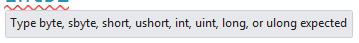 Type byte, sbyte, short, ushort, int, uint, long, or ulong expected